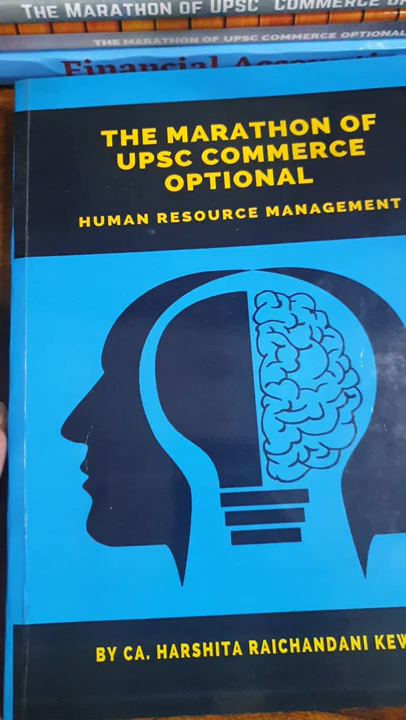 THE MARATHON OF UPSC COMMERCE
THE MARATHON OF UPSC COMMERCE OPTIONAL
Financial
THE MARATHON OF
UPSC COMMERCE
OPTIONAL
HUMAN RESOURCE MANAGEMENT
BY CA. HARSHITA RAICHANDANI